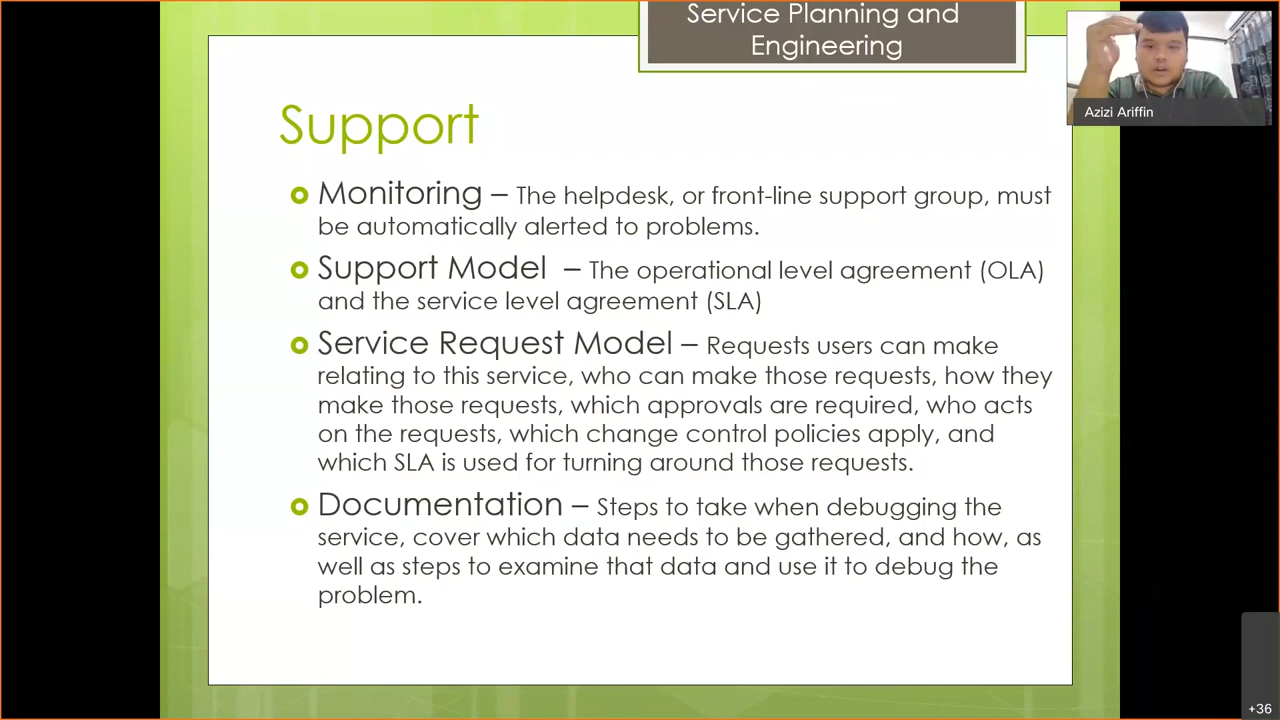 Service Planning and
Engineering
Azizi Ariffin
Support
Monitoring – The helpdesk, or front-line support group, must
be automatically alerted to problems.
Support Model – The operational level agreement (OLA)
and the service level agreement (SLA)
Service Request Model – Requests users can make
relating to this service, who can make those requests, how they
make those requests, which approvals are required, who acts
on the requests, which change control policies apply, and
which SLA is used for turning around those requests.
Documentation – Steps to take when debugging the
service, cover which data needs to be gathered, and how, as
well as steps to examine that data and use it to debug the
problem.
+36